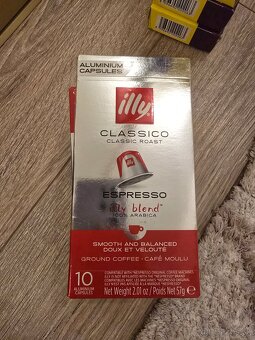 ALUMINIUM
CAPSULES
illy
CLASSICO
CLASSIC ROAST
ESPRESSO
illy blend
100% ARABICA
SMOOTH AND BALANCED
DOUX ET VELOUTÉ
GROUND COFFEE • CAFÉ MOULU
10
ALUMINIUM
CAPSULES
Net Weight 2.01 oz / Poids Net 57g